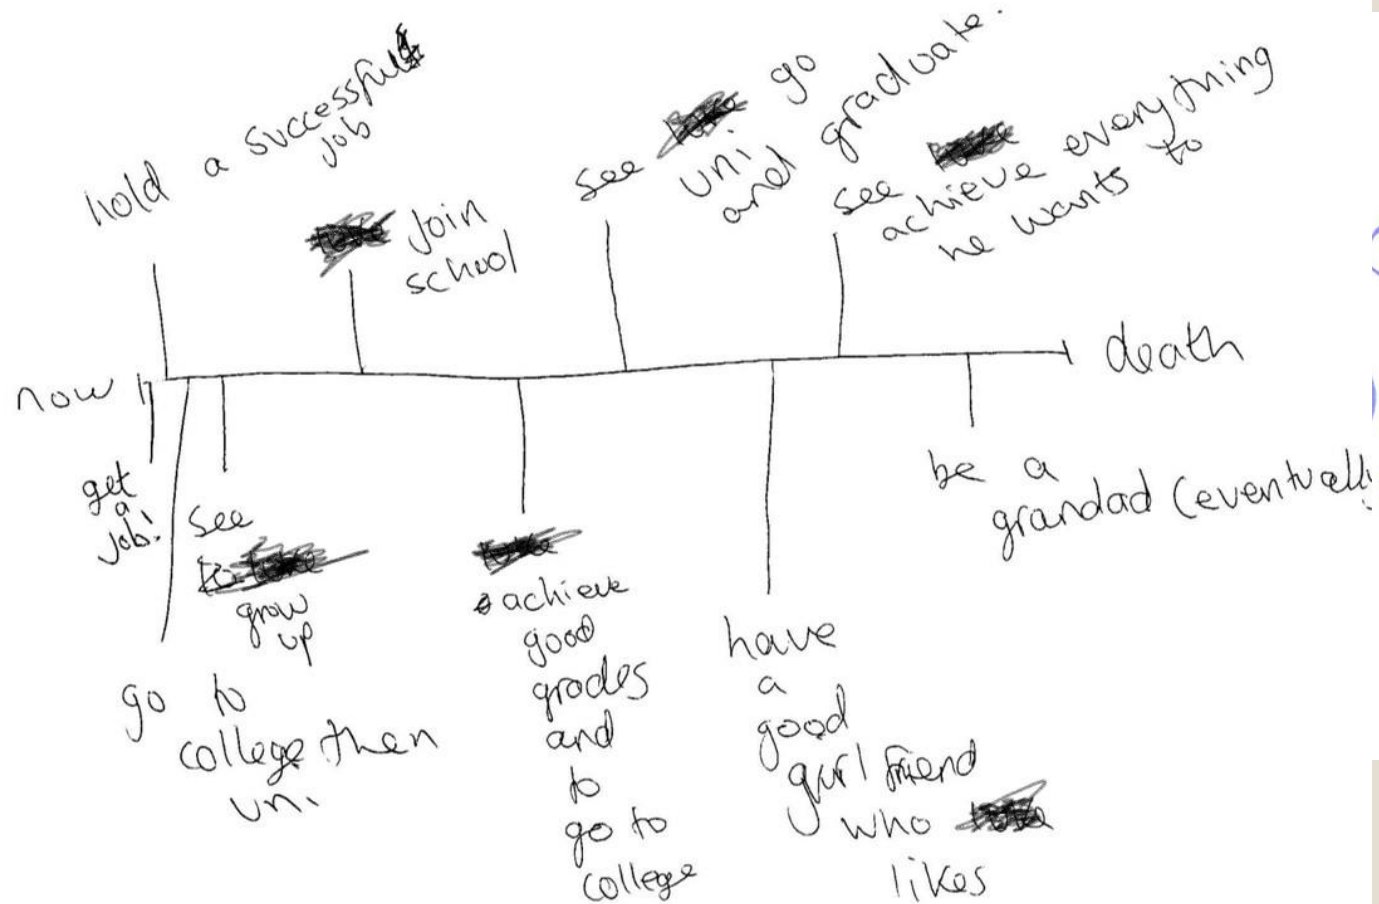 hold a successful
job
join
school
see go
uni
and graduate.
see
achieve everything
he wants to
now
death
get
a
job!
see
grow
up
go to
college then
uni
achieve
good
grades
and
to
go to
college
have
a
good
girlfriend
who
likes
be a
grandad (eventually